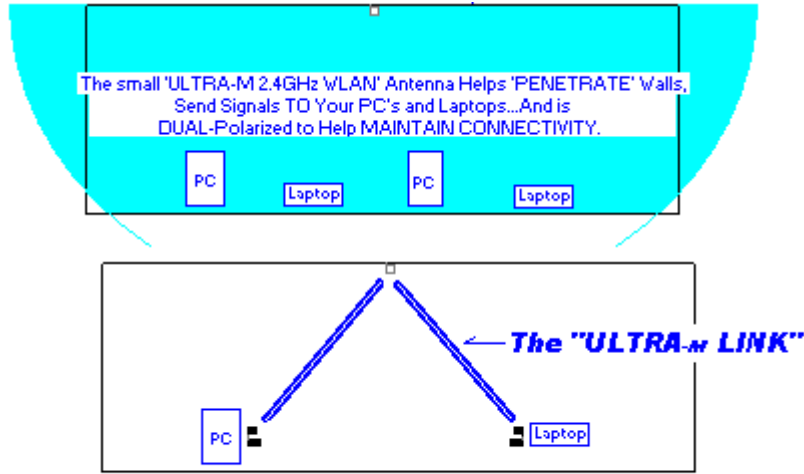 The small 'ULTRA-M 2.4GHz WLAN' Antenna Helps 'PENETRATE' Walls,
Send Signals TO Your PC's and Laptops...And is
DUAL-Polarized to Help MAINTAIN CONNECTIVITY.
PC
Laptop
PC
Laptop
The "ULTRA-M LINK"
PC
Laptop